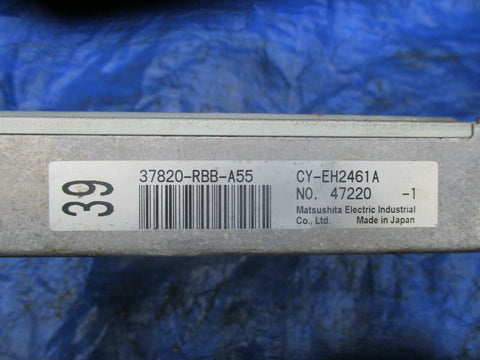 39
37820-RBB-A55
CY-EH2461A
NO. 47220 -1
Matsushita Electric Industrial
Co., Ltd. Made in Japan